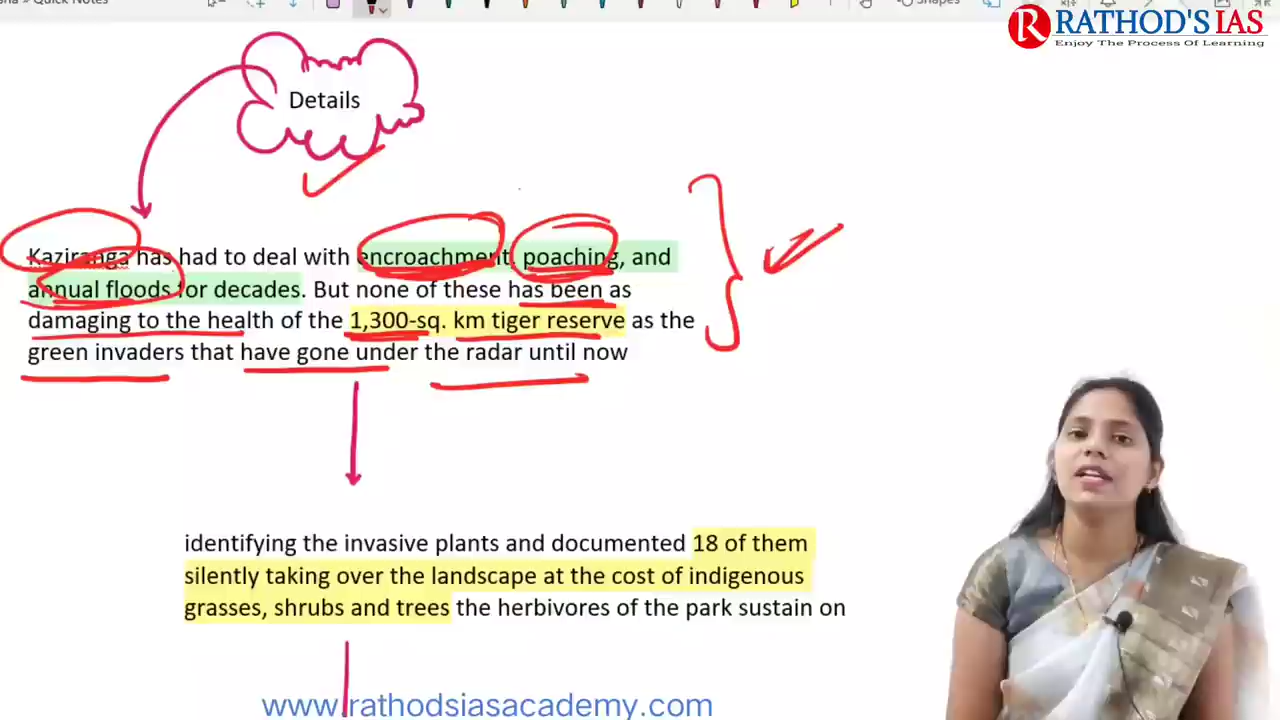 » Quick Notes
Shapes
R RATHOD'S IAS
Enjoy The Process Of Learning
Details
Kaziranga has had to deal with encroachment, poaching, and
annual floods for decades. But none of these has been as
damaging to the health of the 1,300-sq. km tiger reserve as the
green invaders that have gone under the radar until now
identifying the invasive plants and documented 18 of them
silently taking over the landscape at the cost of indigenous
grasses, shrubs and trees the herbivores of the park sustain on
www.rathodsiasacademy.com